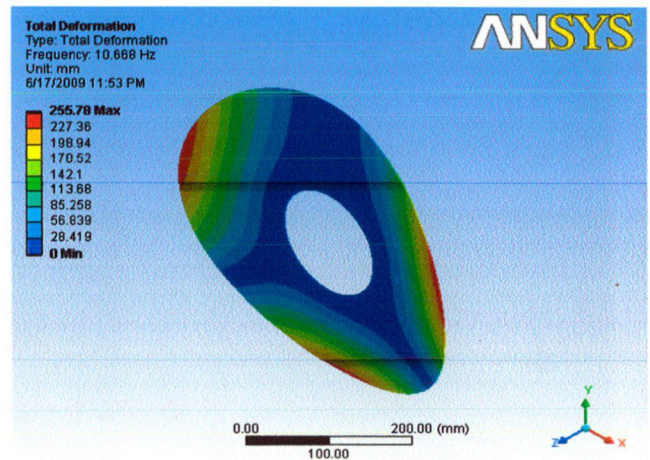 Total Deformation
Type: Total Deformation
Frequency: 10.668 Hz
Unit: mm
6/17/2009 11:53 PM
ANSYS
255.78 Max
227.36
198.94
170.52
142.1
113.68
85.258
56.839
28.419
0 Min
0.00 200.00 (mm)
100.00
Y
Z X